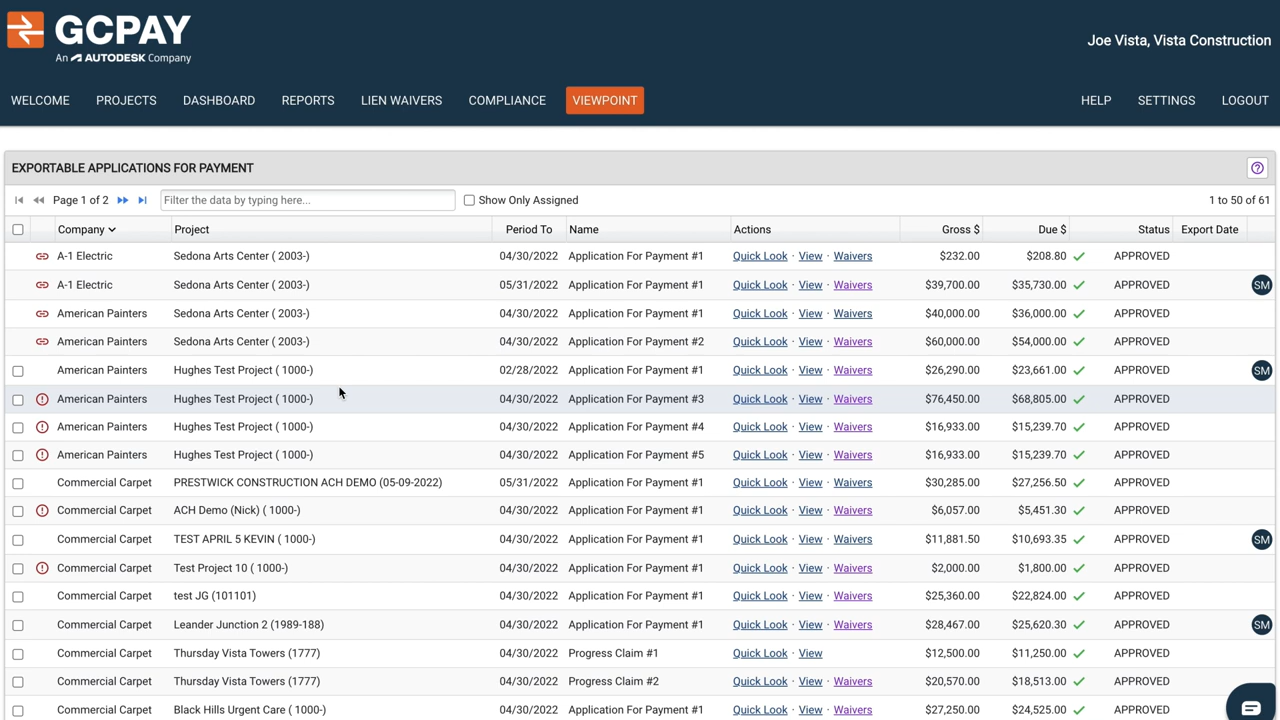 GCPAY
An AUTODESK Company
Joe Vista, Vista Construction
WELCOME PROJECTS DASHBOARD REPORTS LIEN WAIVERS COMPLIANCE VIEWPOINT HELP SETTINGS LOGOUT
EXPORTABLE APPLICATIONS FOR PAYMENT
Page 1 of 2 Filter the data by typing here... Show Only Assigned 1 to 50 of 61
Company Project Period To Name Actions Gross $ Due $ Status Export Date
A-1 Electric Sedona Arts Center ( 2003-) 04/30/2022 Application For Payment #1 Quick Look · View · Waivers $232.00 $208.80 APPROVED
A-1 Electric Sedona Arts Center ( 2003-) 05/31/2022 Application For Payment #1 Quick Look · View · Waivers $39,700.00 $35,730.00 APPROVED SM
American Painters Sedona Arts Center ( 2003-) 04/30/2022 Application For Payment #1 Quick Look · View · Waivers $40,000.00 $36,000.00 APPROVED
American Painters Sedona Arts Center ( 2003-) 04/30/2022 Application For Payment #2 Quick Look · View · Waivers $60,000.00 $54,000.00 APPROVED
American Painters Hughes Test Project ( 1000-) 02/28/2022 Application For Payment #1 Quick Look · View · Waivers $26,290.00 $23,661.00 APPROVED SM
American Painters Hughes Test Project ( 1000-) 04/30/2022 Application For Payment #3 Quick Look · View · Waivers $76,450.00 $68,805.00 APPROVED
American Painters Hughes Test Project ( 1000-) 04/30/2022 Application For Payment #4 Quick Look · View · Waivers $16,933.00 $15,239.70 APPROVED
American Painters Hughes Test Project ( 1000-) 04/30/2022 Application For Payment #5 Quick Look · View · Waivers $16,933.00 $15,239.70 APPROVED
Commercial Carpet PRESTWICK CONSTRUCTION ACH DEMO (05-09-2022) 05/31/2022 Application For Payment #1 Quick Look · View · Waivers $30,285.00 $27,256.50 APPROVED
Commercial Carpet ACH Demo (Nick) ( 1000-) 04/30/2022 Application For Payment #1 Quick Look · View · Waivers $6,057.00 $5,451.30 APPROVED
Commercial Carpet TEST APRIL 5 KEVIN ( 1000-) 04/30/2022 Application For Payment #1 Quick Look · View · Waivers $11,881.50 $10,693.35 APPROVED SM
Commercial Carpet Test Project 10 ( 1000-) 04/30/2022 Application For Payment #1 Quick Look · View · Waivers $2,000.00 $1,800.00 APPROVED
Commercial Carpet test JG (101101) 04/30/2022 Application For Payment #1 Quick Look · View · Waivers $25,360.00 $22,824.00 APPROVED
Commercial Carpet Leander Junction 2 (1989-188) 04/30/2022 Application For Payment #1 Quick Look · View · Waivers $28,467.00 $25,620.30 APPROVED SM
Commercial Carpet Thursday Vista Towers (1777) 04/30/2022 Progress Claim #1 Quick Look · View $12,500.00 $11,250.00 APPROVED
Commercial Carpet Thursday Vista Towers (1777) 04/30/2022 Progress Claim #2 Quick Look · View · Waivers $20,570.00 $18,513.00 APPROVED
Commercial Carpet Black Hills Urgent Care ( 1000-) 04/30/2022 Application For Payment #1 Quick Look · View · Waivers $27,250.00 $24,525.00 APPROVED